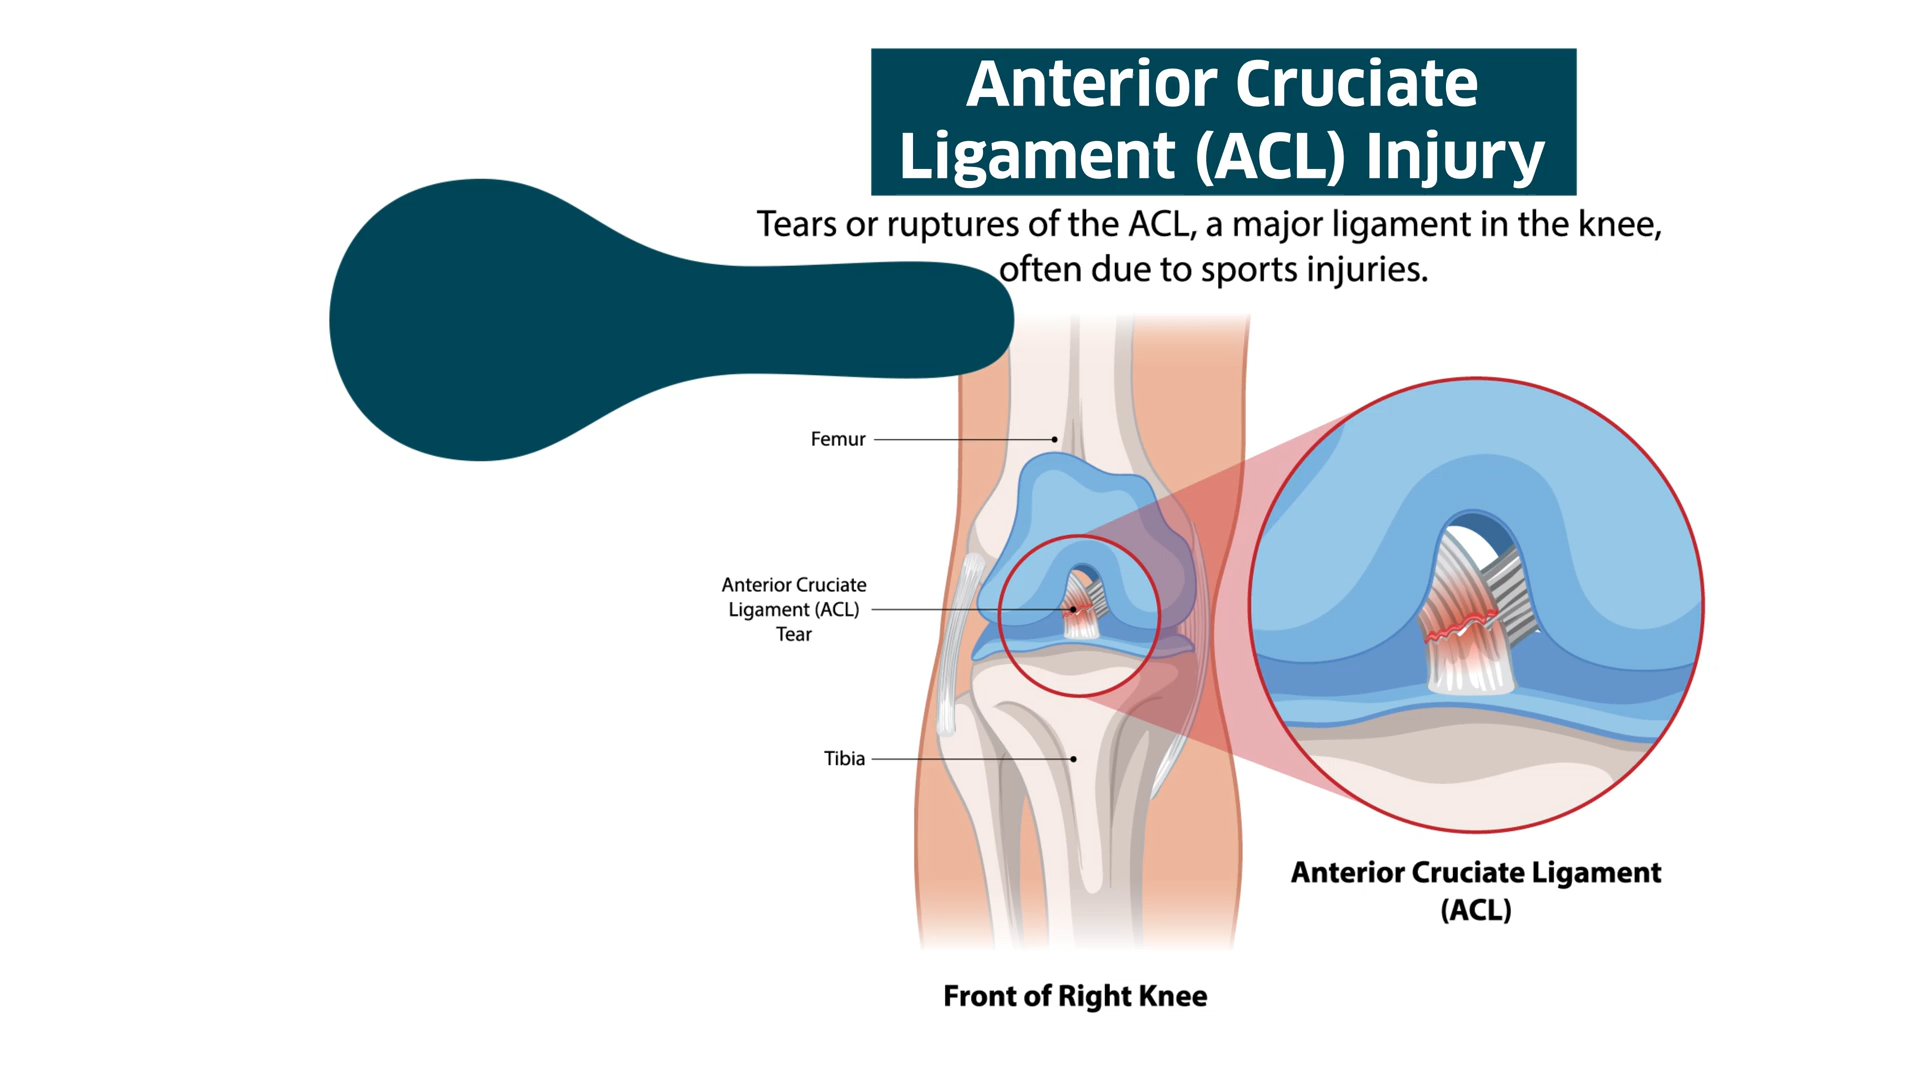 Anterior Cruciate
Ligament (ACL) Injury
Tears or ruptures of the ACL, a major ligament in the knee,
often due to sports injuries.
Femur
Anterior Cruciate
Ligament (ACL)
Tear
Tibia
Anterior Cruciate Ligament
(ACL)
Front of Right Knee